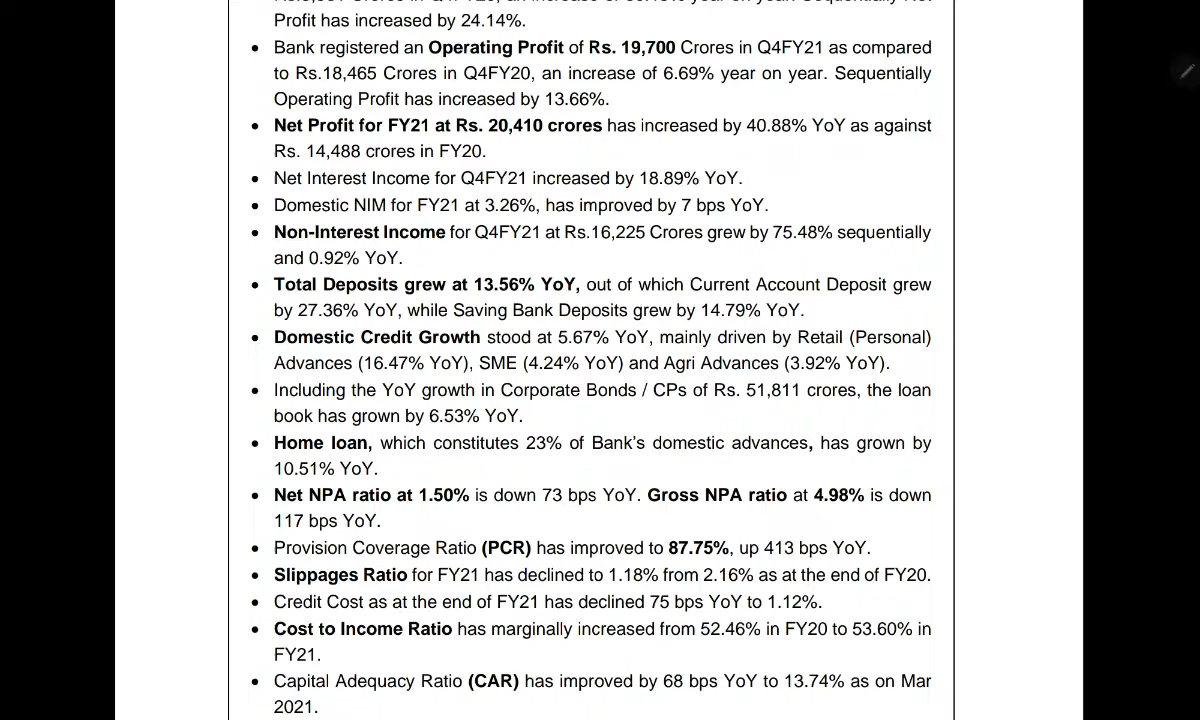 Profit has increased by 24.14%.
• Bank registered an Operating Profit of Rs. 19,700 Crores in Q4FY21 as compared
to Rs.18,465 Crores in Q4FY20, an increase of 6.69% year on year. Sequentially
Operating Profit has increased by 13.66%.
• Net Profit for FY21 at Rs. 20,410 crores has increased by 40.88% YoY as against
Rs. 14,488 crores in FY20.
• Net Interest Income for Q4FY21 increased by 18.89% YoY.
• Domestic NIM for FY21 at 3.26%, has improved by 7 bps YoY.
• Non-Interest Income for Q4FY21 at Rs.16,225 Crores grew by 75.48% sequentially
and 0.92% YoY.
• Total Deposits grew at 13.56% YoY, out of which Current Account Deposit grew
by 27.36% YoY, while Saving Bank Deposits grew by 14.79% YoY.
• Domestic Credit Growth stood at 5.67% YoY, mainly driven by Retail (Personal)
Advances (16.47% YoY), SME (4.24% YoY) and Agri Advances (3.92% YoY).
• Including the YoY growth in Corporate Bonds / CPs of Rs. 51,811 crores, the loan
book has grown by 6.53% YoY.
• Home loan, which constitutes 23% of Bank’s domestic advances, has grown by
10.51% YoY.
• Net NPA ratio at 1.50% is down 73 bps YoY. Gross NPA ratio at 4.98% is down
117 bps YoY.
• Provision Coverage Ratio (PCR) has improved to 87.75%, up 413 bps YoY.
• Slippages Ratio for FY21 has declined to 1.18% from 2.16% as at the end of FY20.
• Credit Cost as at the end of FY21 has declined 75 bps YoY to 1.12%.
• Cost to Income Ratio has marginally increased from 52.46% in FY20 to 53.60% in
FY21.
• Capital Adequacy Ratio (CAR) has improved by 68 bps YoY to 13.74% as on Mar
2021.